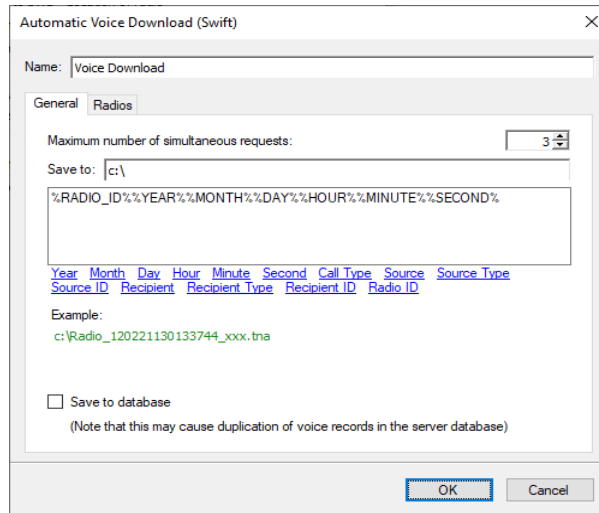 Automatic Voice Download (Swift)
Name: Voice Download
General Radios
Maximum number of simultaneous requests: 3
Save to: c:\
%RADIO_ID%%YEAR%%MONTH%%DAY%%HOUR%%MINUTE%%SECOND%
Year Month Day Hour Minute Second Call Type Source Source Type
Source ID Recipient Recipient Type Recipient ID Radio ID
Example:
c:\Radio_120221130133744_xxx.tna
Save to database
(Note that this may cause duplication of voice records in the server database)
OK Cancel